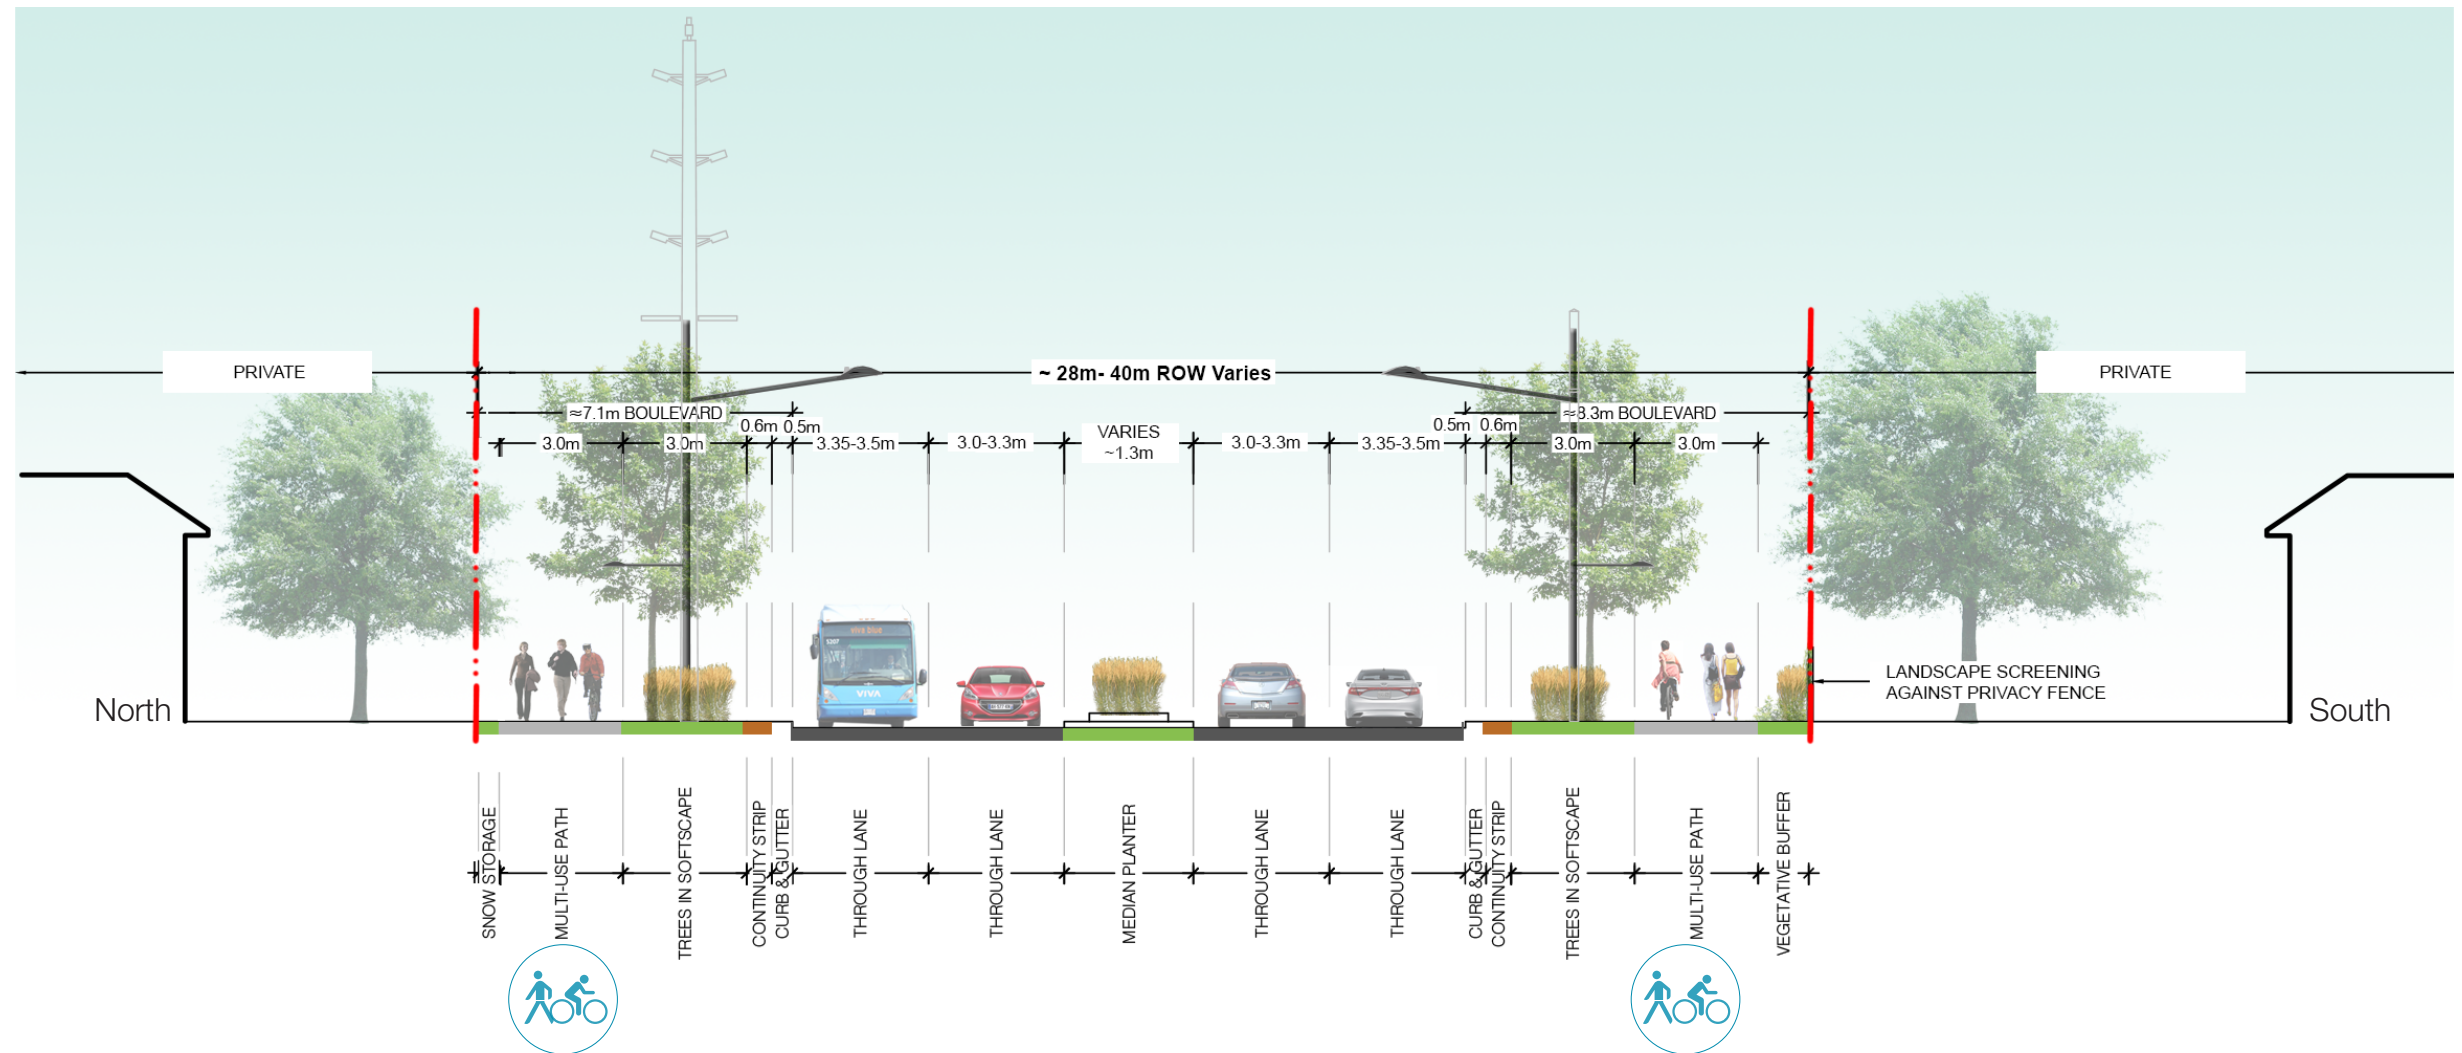 PRIVATE
~ 28m- 40m ROW Varies
PRIVATE
≈7.1m BOULEVARD
≈8.3m BOULEVARD
3.0m
3.0m
0.6m
0.5m
3.35-3.5m
3.0-3.3m
VARIES
~1.3m
3.0-3.3m
3.35-3.5m
0.5m
0.6m
3.0m
3.0m
viva blue
5207
VIVA
LANDSCAPE SCREENING
AGAINST PRIVACY FENCE
North
South
SNOW STORAGE
MULTI-USE PATH
TREES IN SOFTSCAPE
CONTINUITY STRIP
CURB & GUTTER
THROUGH LANE
THROUGH LANE
MEDIAN PLANTER
THROUGH LANE
THROUGH LANE
CURB & GUTTER
CONTINUITY STRIP
TREES IN SOFTSCAPE
MULTI-USE PATH
VEGETATIVE BUFFER